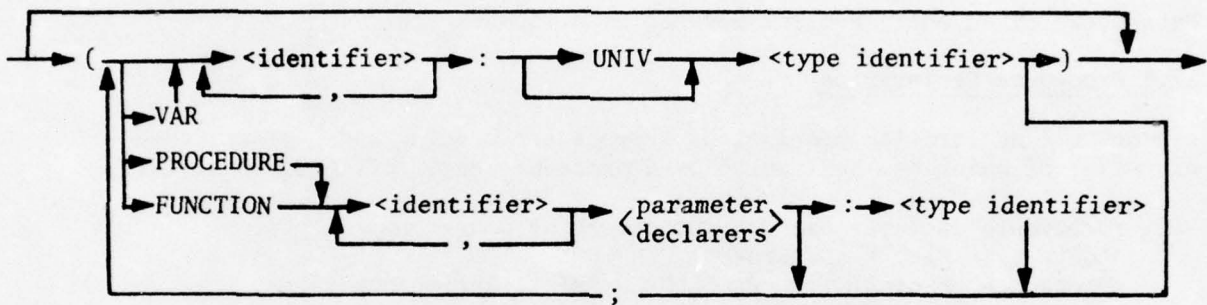 ( <identifier> : UNIV <type identifier> )
,
VAR
PROCEDURE
FUNCTION <identifier> <parameter declarers> : <type identifier>
,
;